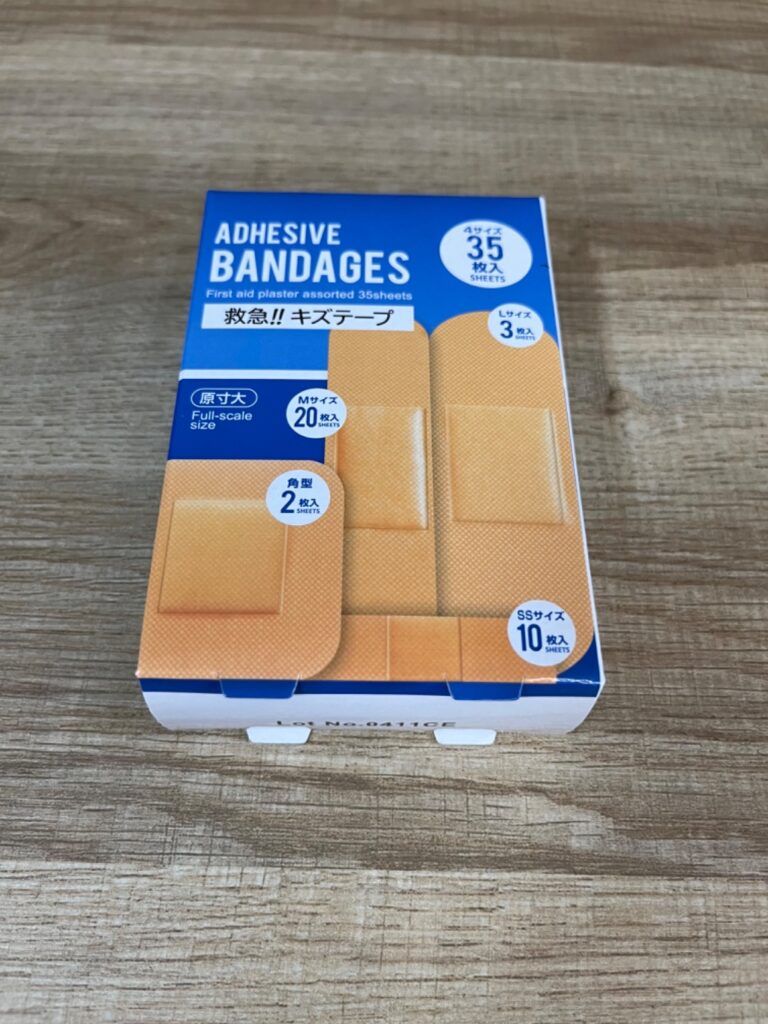 ADHESIVE
BANDAGES
First aid plaster assorted 35sheets
救急!! キズテープ
4サイズ
35
枚入
SHEETS
Lサイズ
3枚入
SHEETS
原寸大
Full-scale
size
Mサイズ
20枚入
SHEETS
角型
2枚入
SHEETS
SSサイズ
10枚入
SHEETS
Lot No.0411CE